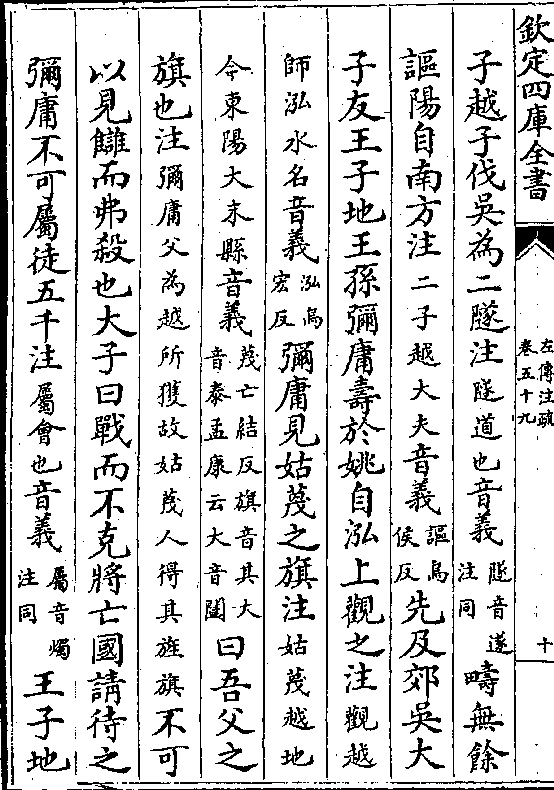 欽定四庫全書
左傳注疏
卷五十九
十
子越子伐吳為二隧注隧道也音義隧音遂注同疇無餘
謳陽自南方注二子越大夫音義謳烏侯反先及郊吳大
子友王子地王孫彌庸壽於姚自泓上觀之注觀越
師泓水名音義泓烏宏反彌庸見姑蔑之旗注姑蔑越地
今東陽大末縣音義蔑亡結反旗音其大音泰孟康云大音闥曰吾父之
旗也注彌庸父為越所獲故姑蔑人得其旌旗不可
以見讎而弗殺也大子曰戰而不克將亡國請待之
彌庸不可屬徒五千注屬會也音義屬音燭注同王子地